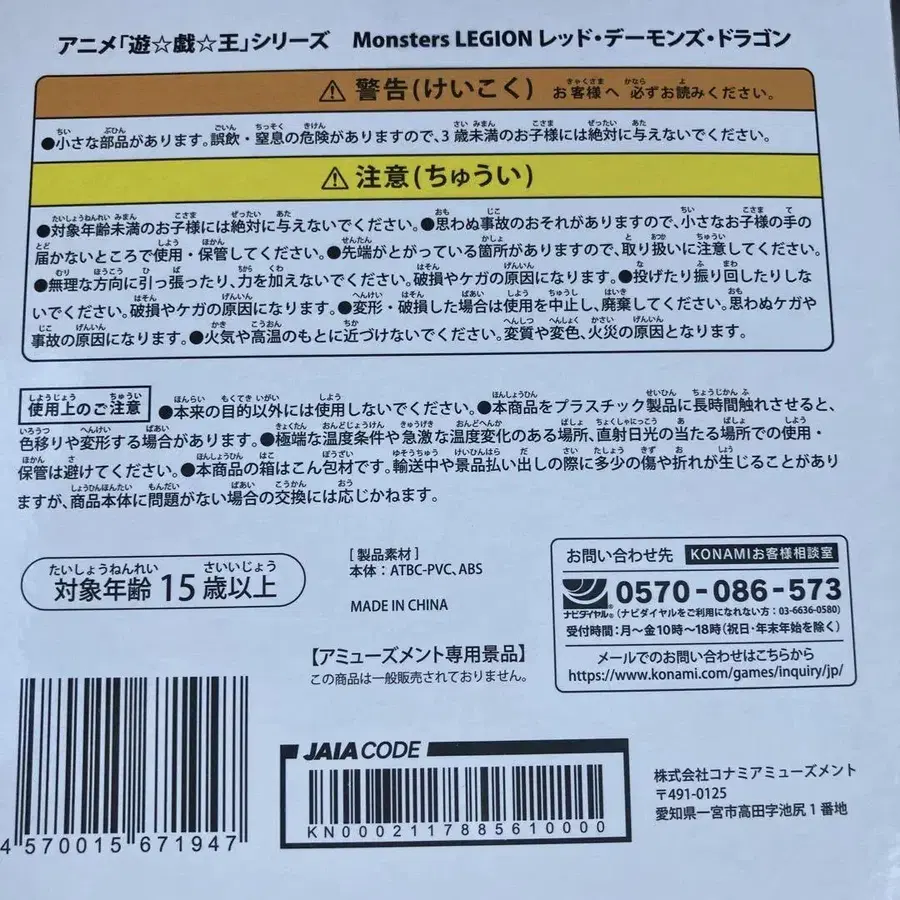 アニメ「遊☆戯☆王」シリーズ　Monsters LEGION レッド・デーモンズ・ドラゴン
⚠ 警告(けいこく) お客様へ 必ずお読みください。
●小さな部品があります。誤飲・窒息の危険がありますので、3歳未満のお子様には絶対に与えないでください。
⚠ 注意(ちゅうい)
●対象年齢未満のお子様には絶対に与えないでください。●思わぬ事故のおそれがありますので、小さなお子様の手の
届かないところで使用・保管してください。●先端がとがっている箇所がありますので、取り扱いに注意してください。
●無理な方向に引っ張ったり、力を加えないでください。破損やケガの原因になります。●投げたり振り回したりしな
いでください。破損やケガの原因になります。●変形・破損した場合は使用を中止し、廃棄してください。思わぬケガや
事故の原因になります。●火気や高温のもとに近づけないでください。変質や変色、火災の原因となります。
使用上のご注意 ●本来の目的以外には使用しないでください。●本商品をプラスチック製品に長時間触れさせると、
色移りや変形する場合があります。●極端な温度条件や急激な温度変化のある場所、直射日光の当たる場所での使用・
保管は避けてください。●本商品の箱はこん包材です。輸送中や景品払い出しの際に多少の傷や折れが生じることがあり
ますが、商品本体に問題がない場合の交換には応じかねます。
たいしょうねんれい さいいじょう
対象年齢 15歳以上
[製品素材]
本体：ATBC-PVC、ABS
MADE IN CHINA
【アミューズメント専用景品】
この商品は一般販売されておりません。
お問い合わせ先 KONAMIお客様相談室
ナビダイヤル® 0570-086-573
(ナビダイヤルをご利用になれない方：03-6636-0580)
受付時間：月〜金10時〜18時(祝日・年末年始を除く)
メールでのお問い合わせはこちらから
https://www.konami.com/games/inquiry/jp/
4 570015 671947
JAIA CODE
KN0002117885610000
株式会社コナミアミューズメント
〒491-0125
愛知県一宮市高田字池尻1番地